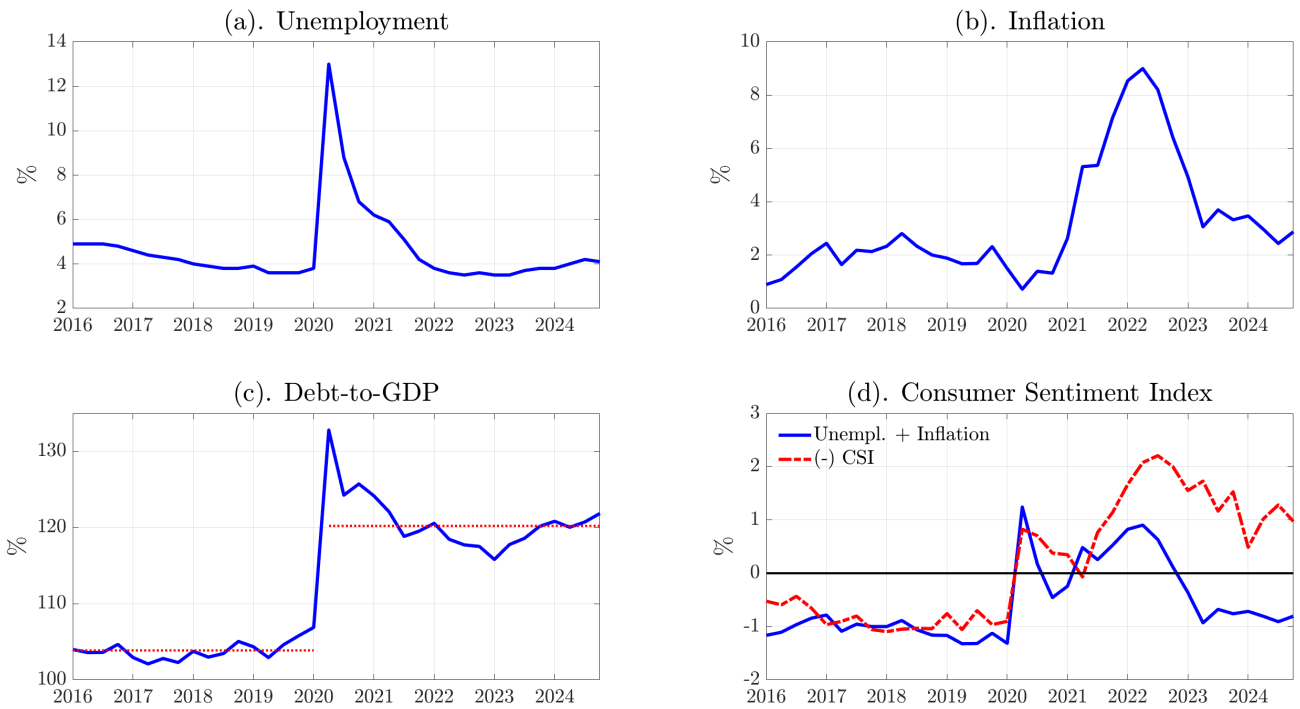 (a). Unemployment
14
12
10
8
6
4
2
%
2016 2017 2018 2019 2020 2021 2022 2023 2024
(b). Inflation
10
8
6
4
2
0
%
2016 2017 2018 2019 2020 2021 2022 2023 2024
(c). Debt-to-GDP
130
120
110
100
%
2016 2017 2018 2019 2020 2021 2022 2023 2024
(d). Consumer Sentiment Index
3
2
1
0
-1
-2
%
Unempl. + Inflation
(-) CSI
2016 2017 2018 2019 2020 2021 2022 2023 2024